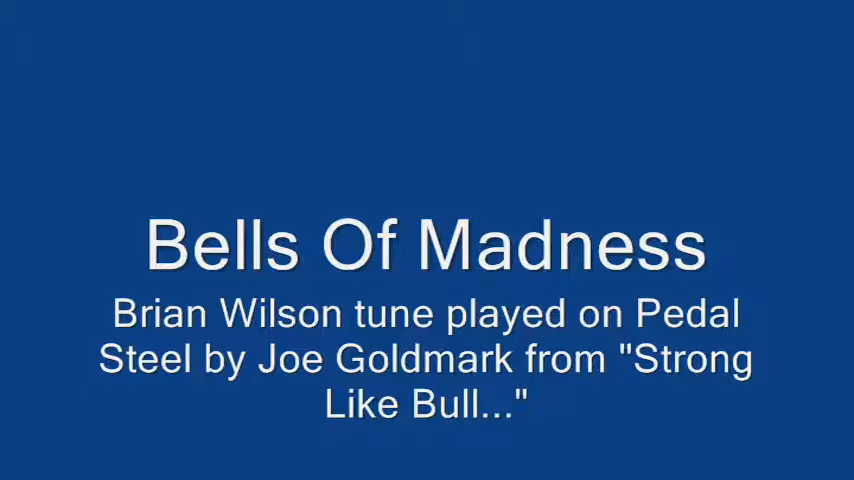 Bells Of Madness
Brian Wilson tune played on Pedal
Steel by Joe Goldmark from "Strong
Like Bull..."